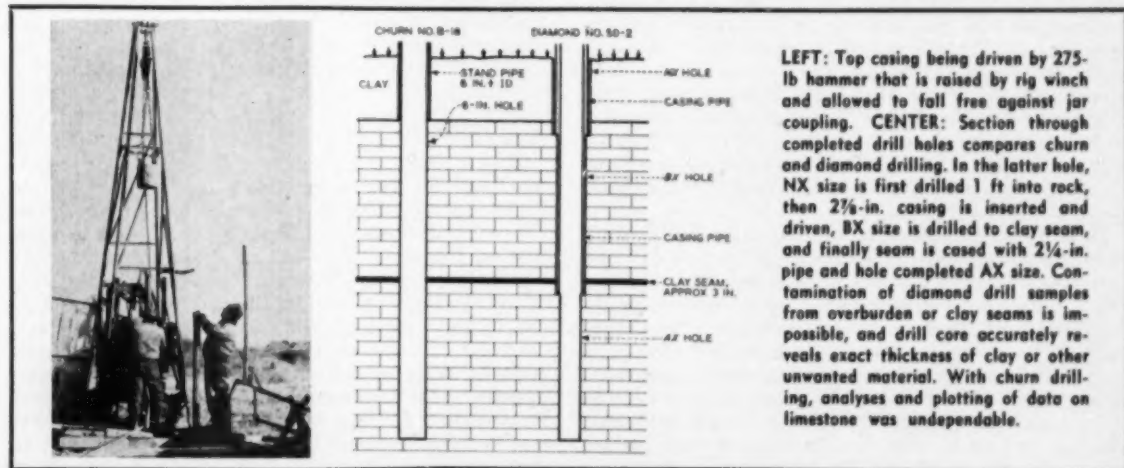 CHURN NO. B-18
DIAMOND NO. SD-2
CLAY
STAND PIPE
6 IN.+ ID
6-IN. HOLE
NX HOLE
CASING PIPE
BX HOLE
CASING PIPE
CLAY SEAM,
APPROX 3 IN.
AX HOLE
LEFT: Top casing being driven by 275-
lb hammer that is raised by rig winch
and allowed to fall free against jar
coupling. CENTER: Section through
completed drill holes compares churn
and diamond drilling. In the latter hole,
NX size is first drilled 1 ft into rock,
then 2⅞-in. casing is inserted and
driven, BX size is drilled to clay seam,
and finally seam is cased with 2¼-in.
pipe and hole completed AX size. Con-
tamination of diamond drill samples
from overburden or clay seams is im-
possible, and drill core accurately re-
veals exact thickness of clay or other
unwanted material. With churn drill-
ing, analyses and plotting of data on
limestone was undependable.